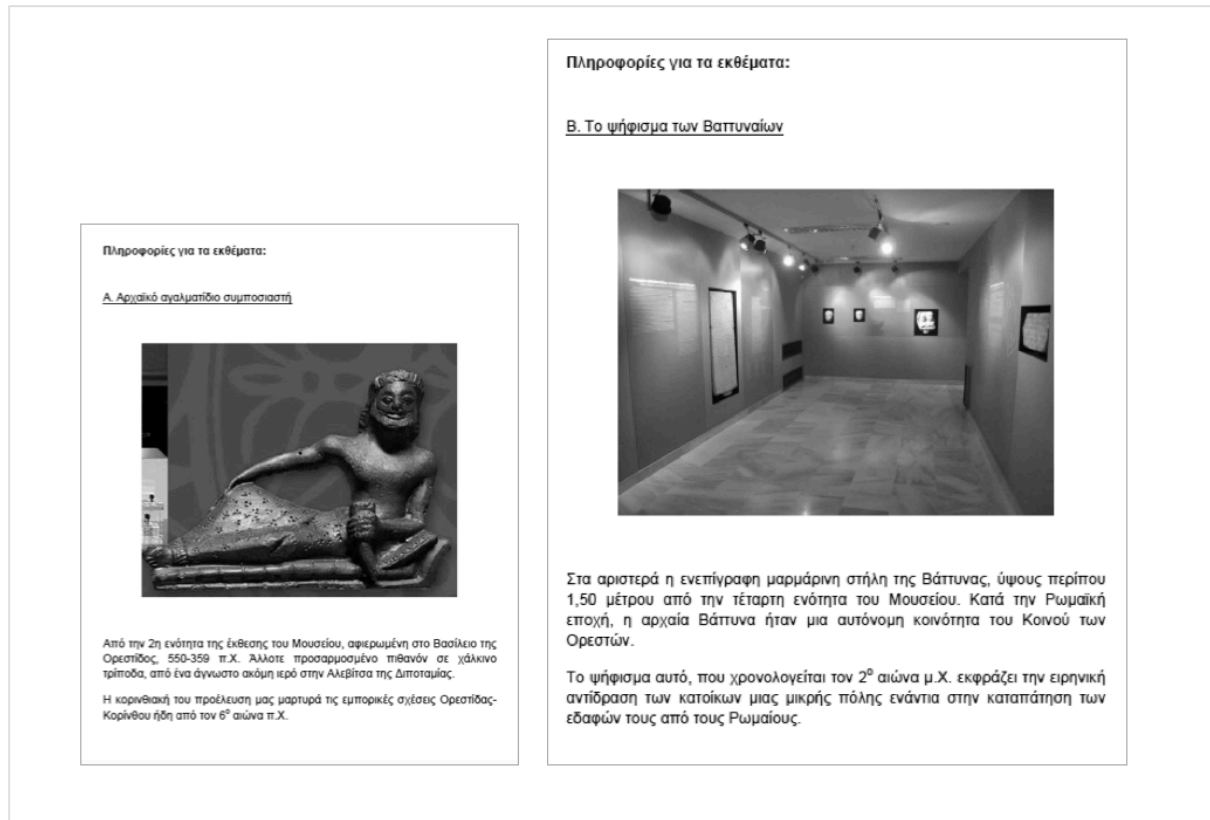 Πληροφορίες για τα εκθέματα:
Α. Αρχαϊκό αγαλματίδιο συμποσιαστή
Από την 2η ενότητα της έκθεσης του Μουσείου, αφιερωμένη στο Βασίλειο της
Ορεστίδος, 550-359 π.Χ. Άλλοτε προσαρμοσμένο πιθανόν σε χάλκινο
τρίποδα, από ένα άγνωστο ακόμη ιερό στην Αλεβίτσα της Διποταμίας.
Η κορινθιακή του προέλευση μας μαρτυρά τις εμπορικές σχέσεις Ορεστίδας-
Κορίνθου ήδη από τον 6ο αιώνα π.Χ.
Πληροφορίες για τα εκθέματα:
Β. Το ψήφισμα των Βαττυναίων
Στα αριστερά η ενεπίγραφη μαρμάρινη στήλη της Βάττυνας, ύψους περίπου
1,50 μέτρου από την τέταρτη ενότητα του Μουσείου. Κατά την Ρωμαϊκή
εποχή, η αρχαία Βάττυνα ήταν μια αυτόνομη κοινότητα του Κοινού των
Ορεστών.
Το ψήφισμα αυτό, που χρονολογείται τον 2ο αιώνα μ.Χ. εκφράζει την ειρηνική
αντίδραση των κατοίκων μιας μικρής πόλης ενάντια στην καταπάτηση των
εδαφών τους από τους Ρωμαίους.